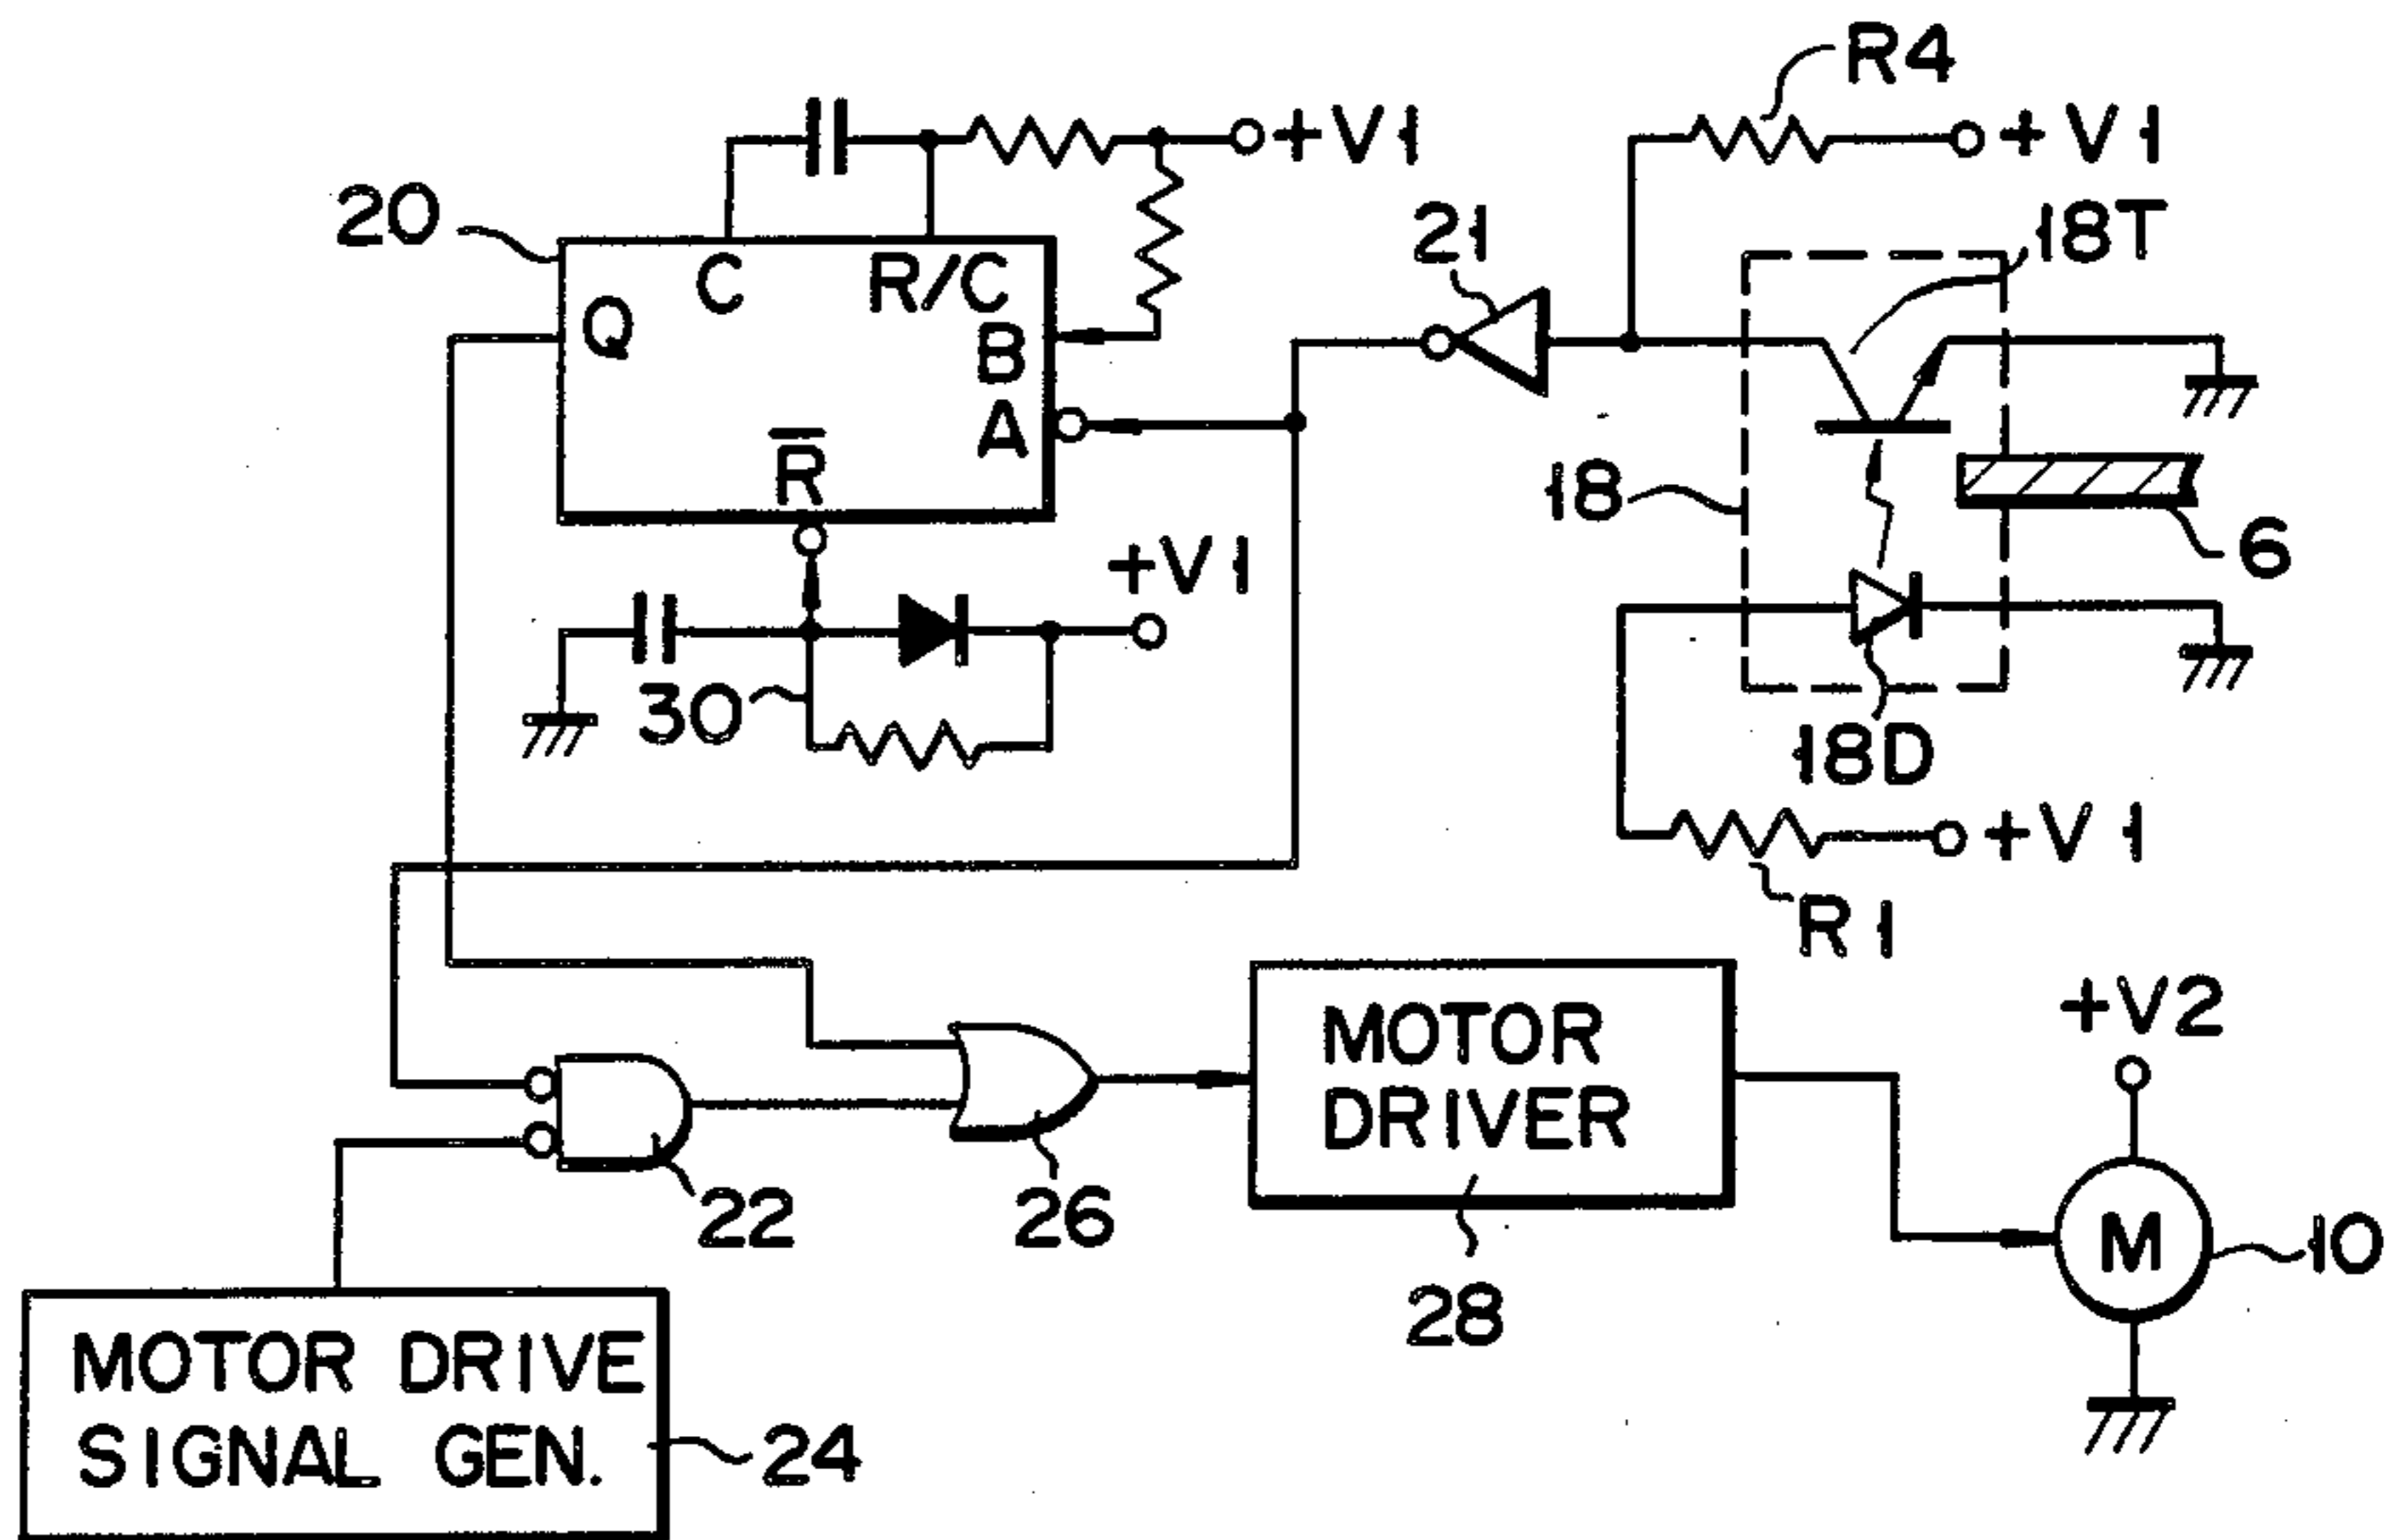 R4
+V1
+V1
20
21
18T
C
R/C
Q
B
A
R̅
18
6
+V1
30
18D
+V1
R1
+V2
MOTOR
DRIVER
22
26
10
M
28
MOTOR DRIVE
SIGNAL GEN.
24